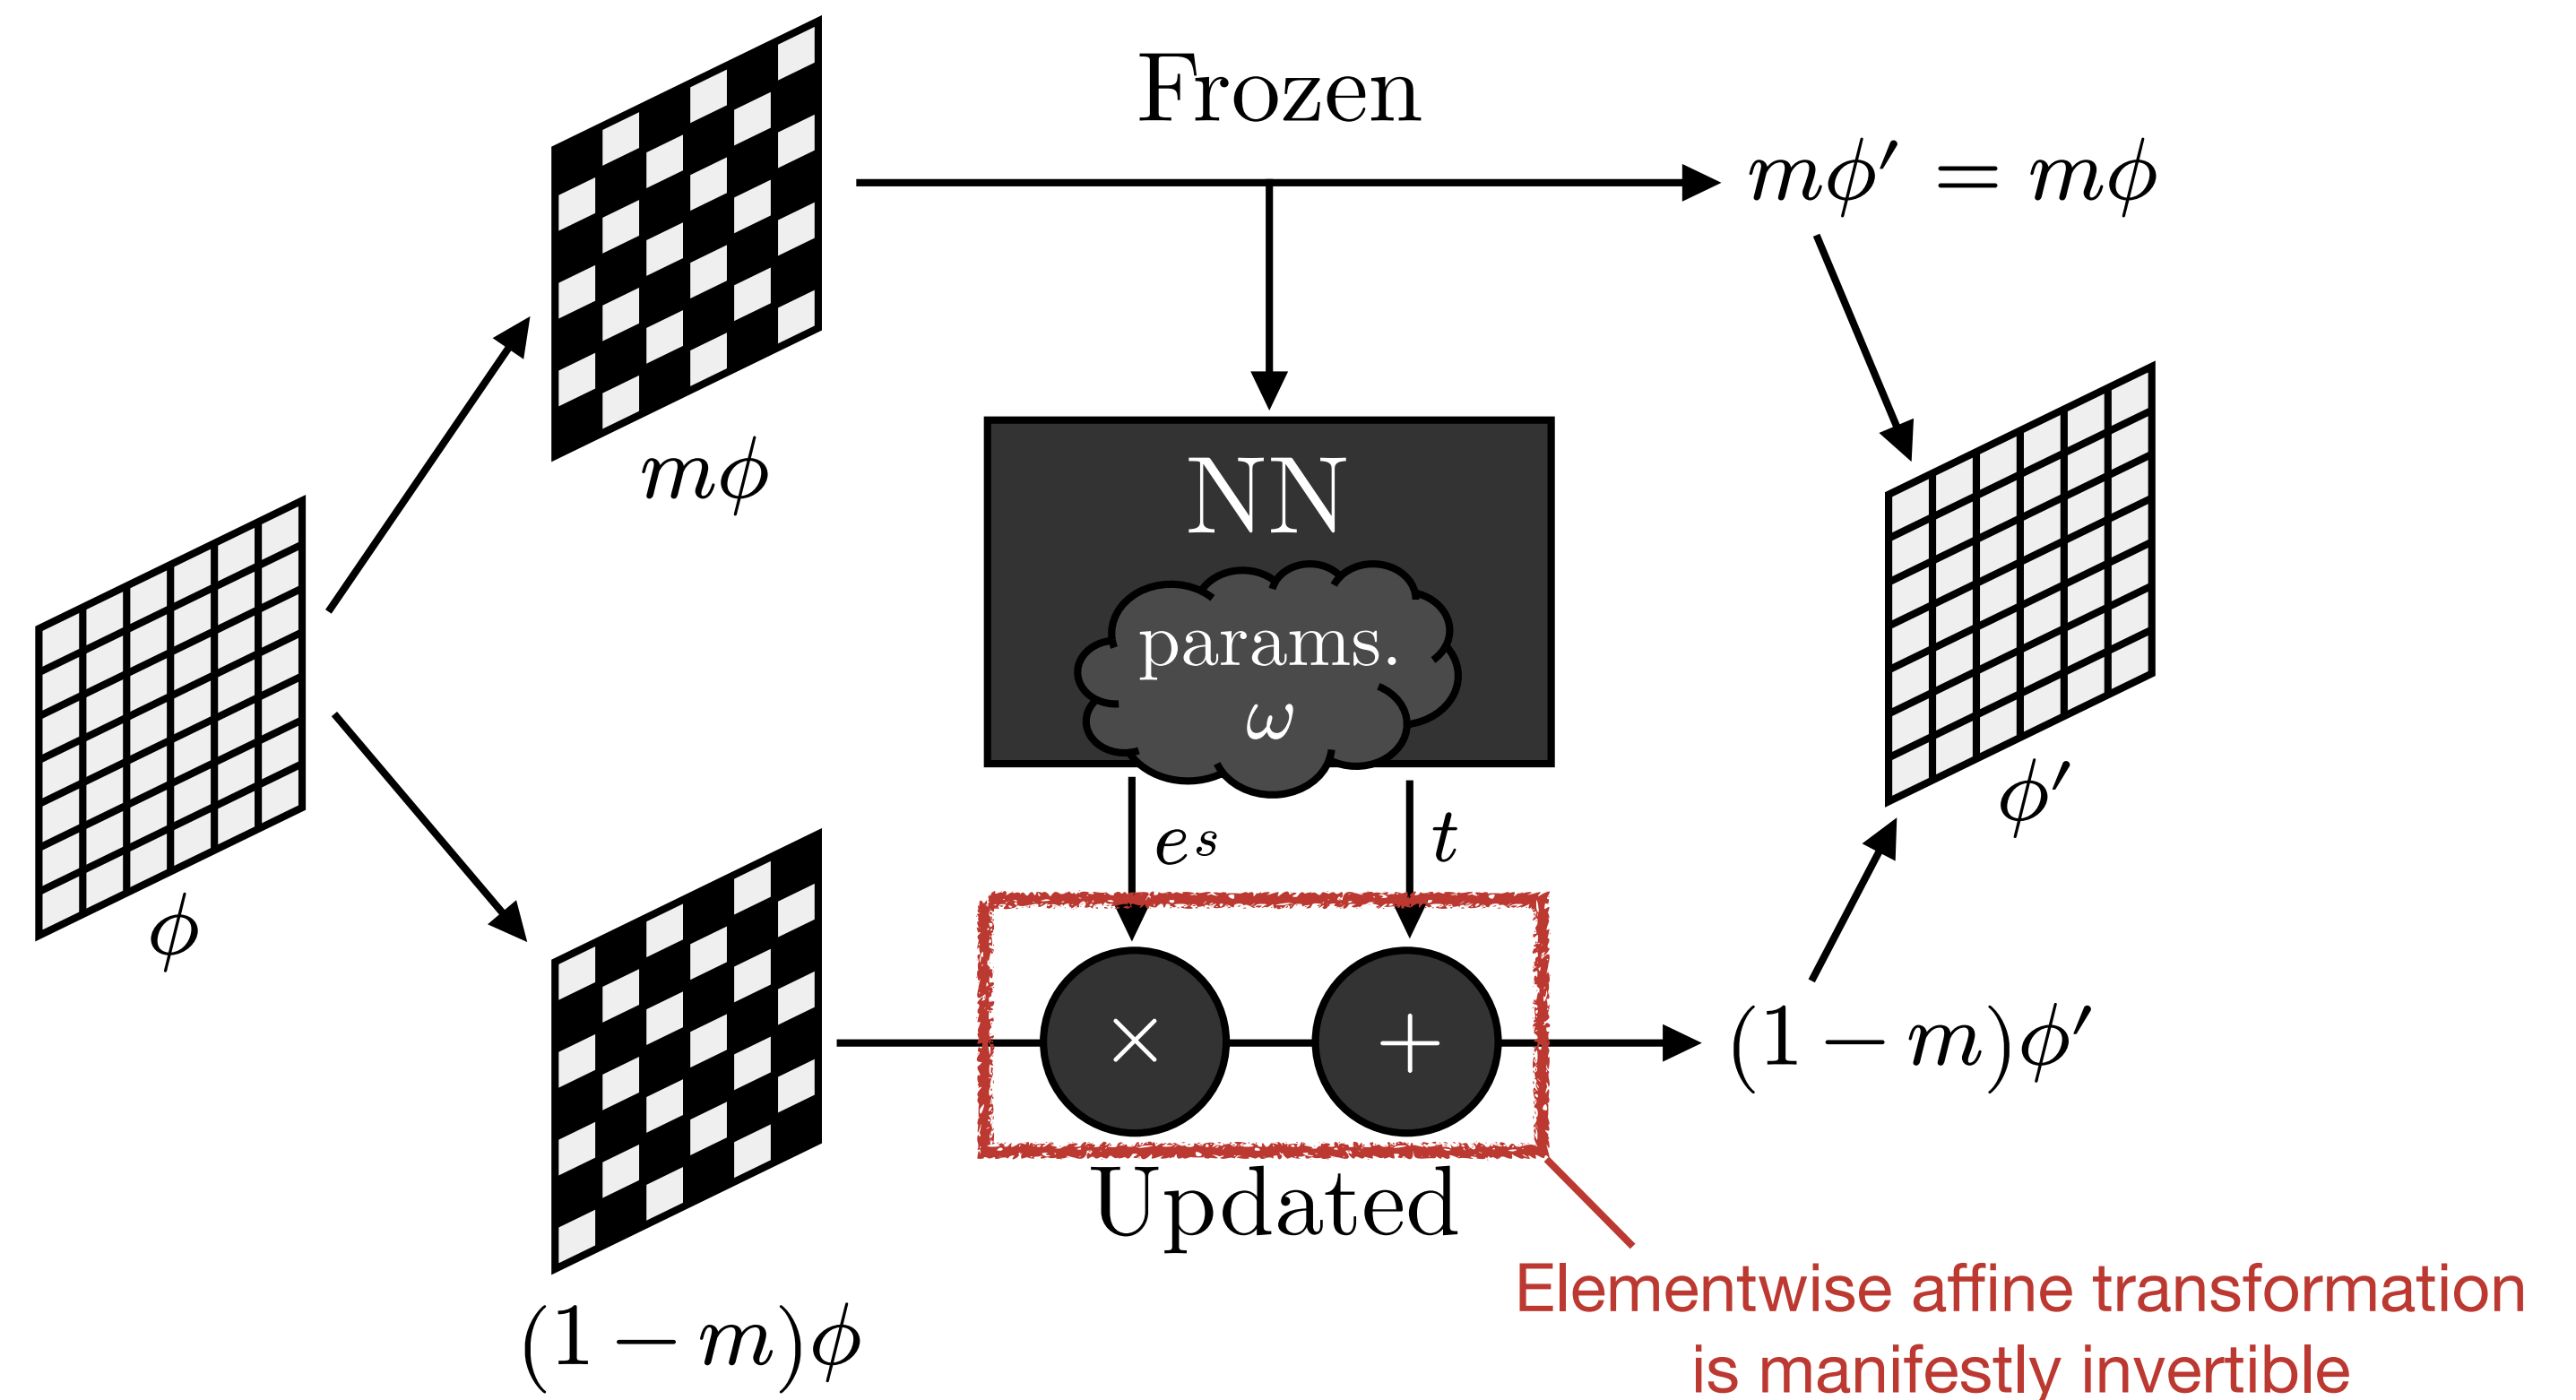 Frozen
mϕ′ = mϕ
mϕ
NN
params.
ω
e^s
t
ϕ
ϕ′
×
+
(1 − m)ϕ′
Updated
Elementwise affine transformation
is manifestly invertible
(1 − m)ϕ